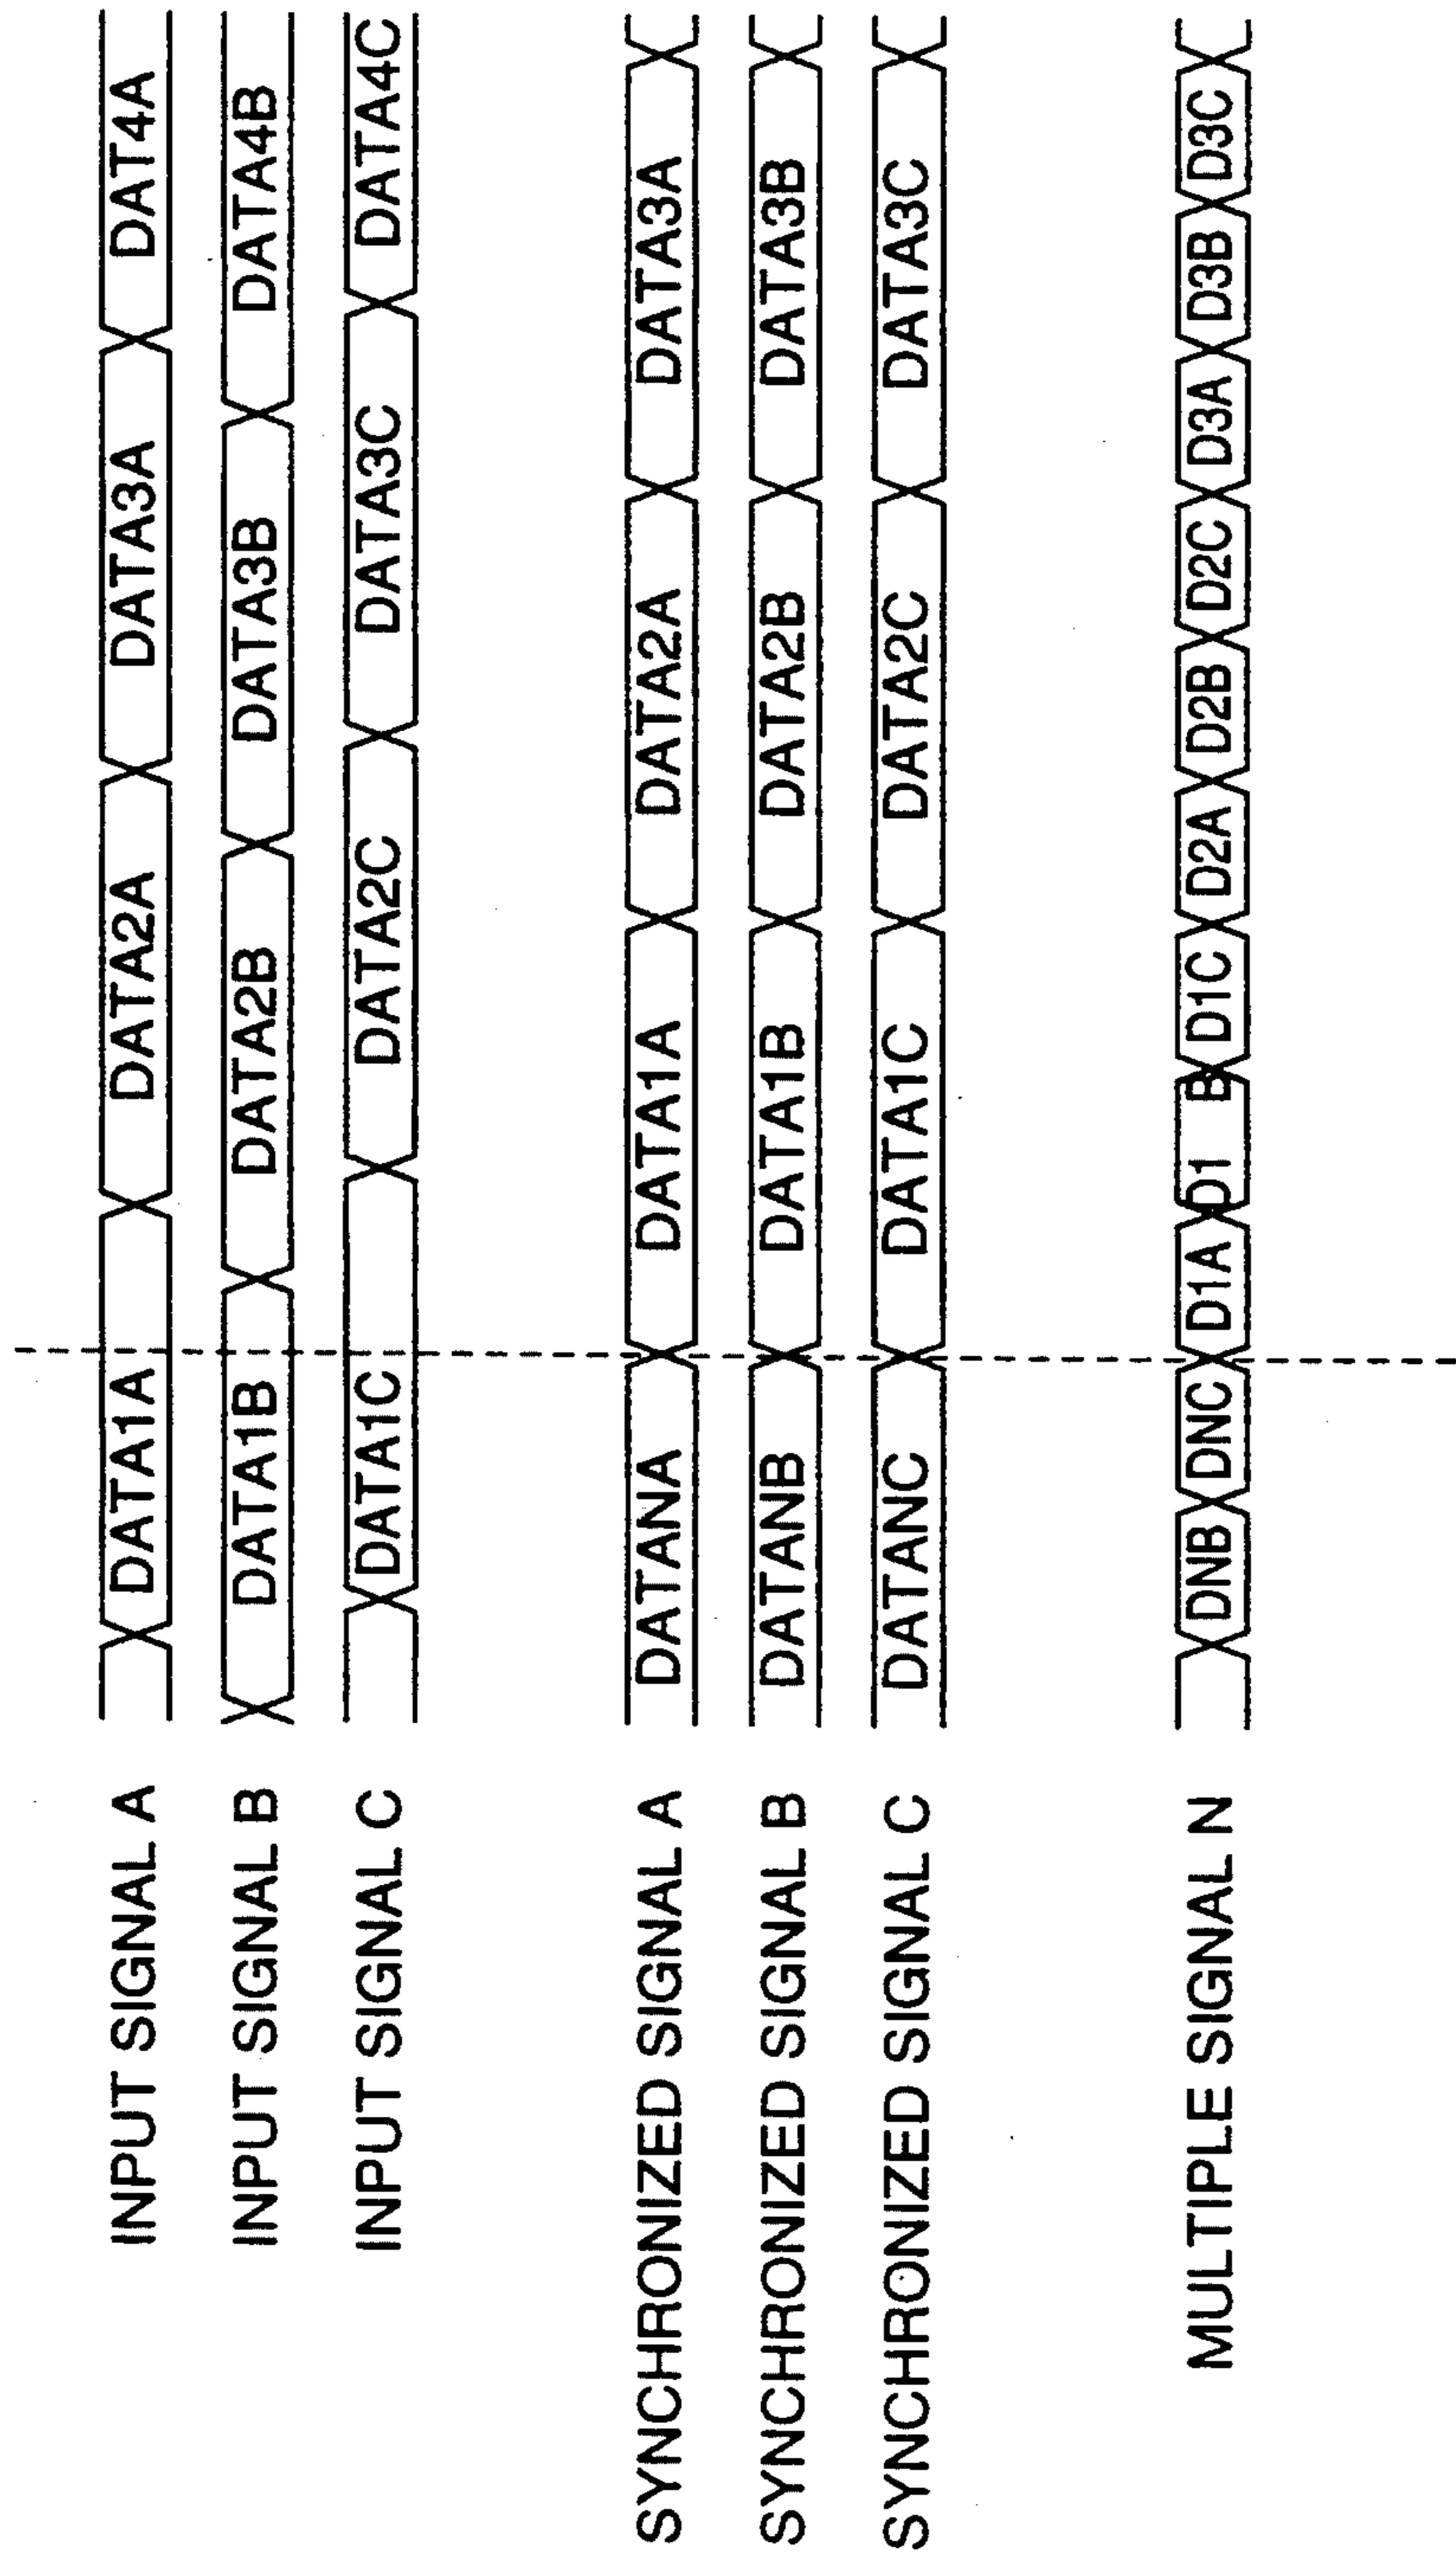 INPUT SIGNAL A DATA1A DATA2A DATA3A DAT4A
INPUT SIGNAL B DATA1B DATA2B DATA3B DATA4B
INPUT SIGNAL C DATA1C DATA2C DATA3C DATA4C
SYNCHRONIZED SIGNAL A DATANA DATA1A DATA2A DATA3A
SYNCHRONIZED SIGNAL B DATANB DATA1B DATA2B DATA3B
SYNCHRONIZED SIGNAL C DATANC DATA1C DATA2C DATA3C
MULTIPLE SIGNAL N DNB DNC D1A D1 B D1C D2A D2B D2C D3A D3B D3C